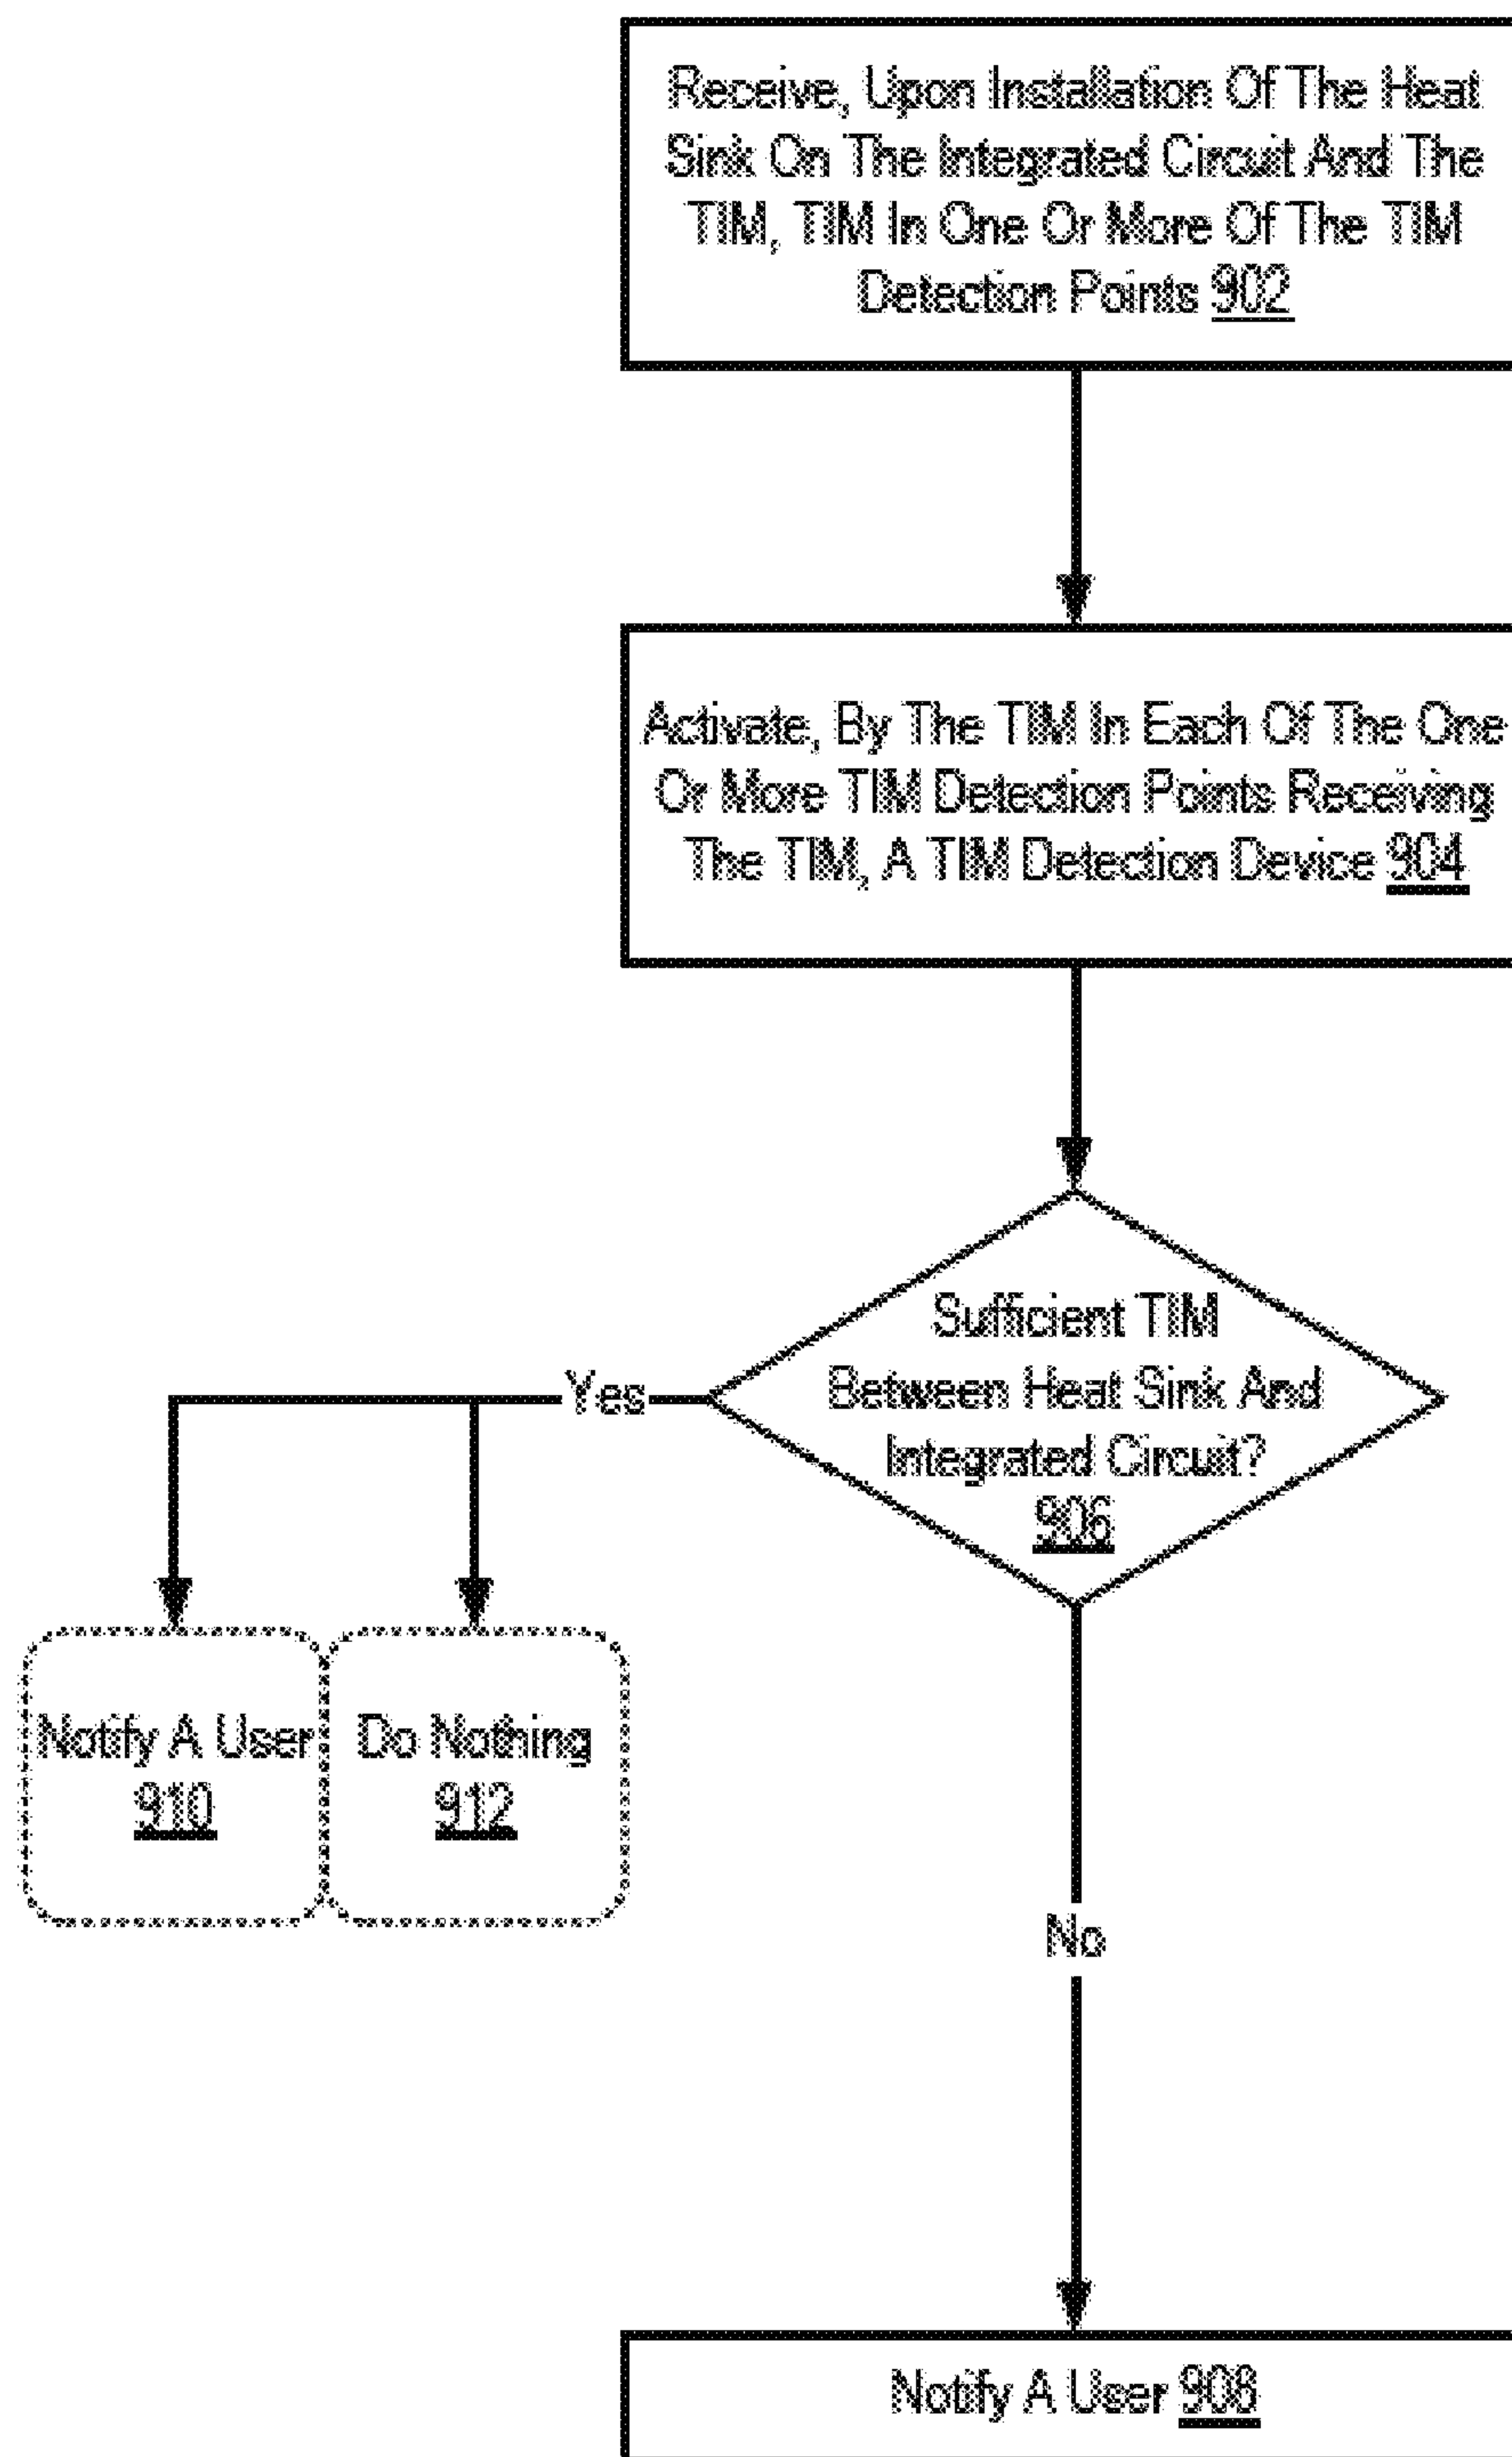 Receive, Upon Installation Of The Heat
Sink On The Integrated Circuit And The
TIM, TIM In One Or More Of The TIM
Detection Points 902
Activate, By The TIM In Each Of The One
Or More TIM Detection Points Receiving
The TIM, A TIM Detection Device 904
Sufficient TIM
Between Heat Sink And
Integrated Circuit?
906
Yes
Notify A User
910
Do Nothing
912
No
Notify A User 908